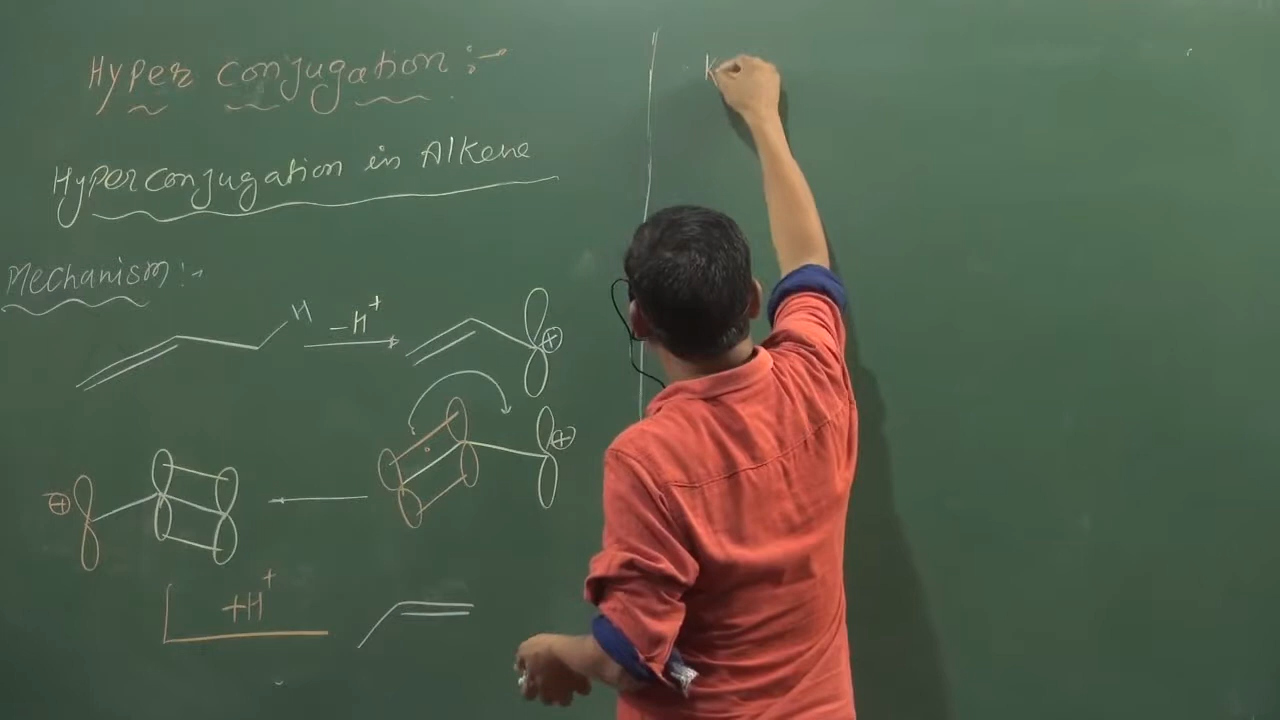 Hyper conjugation :-
Hyperconjugation in Alkene
Mechanism :-
H
-H+
+
+
+
+H+
K